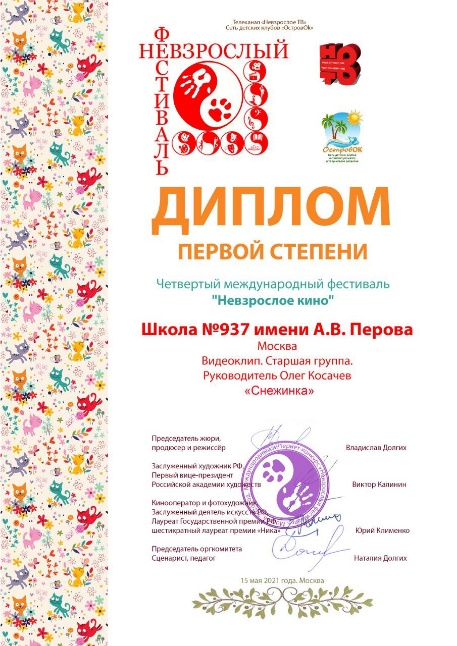 Телеканал «Невзрослое ТВ»
Сеть детских клубов «ОстровОк»
ФЕСТИВАЛЬ
НЕВЗРОСЛЫЙ
НВ
ТВ
ОстровОК
ДИПЛОМ
ПЕРВОЙ СТЕПЕНИ
Четвертый международный фестиваль
"Невзрослое кино"
Школа №937 имени А.В. Перова
Москва
Видеоклип. Старшая группа.
Руководитель Олег Косачев
«Снежинка»
Председатель жюри,
продюсер и режиссёр
Владислав Долгих
Заслуженный художник РФ
Первый вице-президент
Российской академии художеств
Виктор Калинин
Кинооператор и фотохудожник
Заслуженный деятель искусств РФ,
Лауреат Государственной премии РФ,
шестикратный лауреат премии «Ника»
Юрий Клименко
Председатель оргкомитета
Сценарист, педагог
Наталия Долгих
15 мая 2021 года. Москва